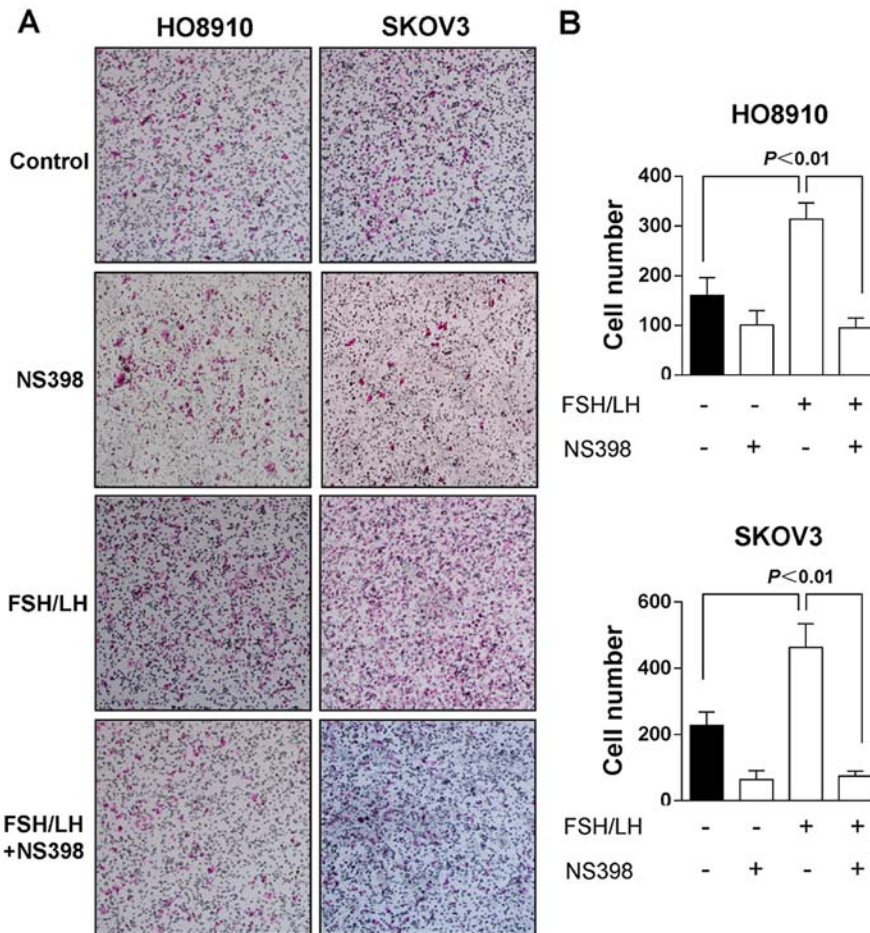 A
HO8910
SKOV3
Control
NS398
FSH/LH
FSH/LH
+NS398
B
HO8910
P<0.01
400
300
200
100
0
Cell number
FSH/LH - - + +
NS398 - + - +
SKOV3
P<0.01
600
400
200
0
Cell number
FSH/LH - - + +
NS398 - + - +